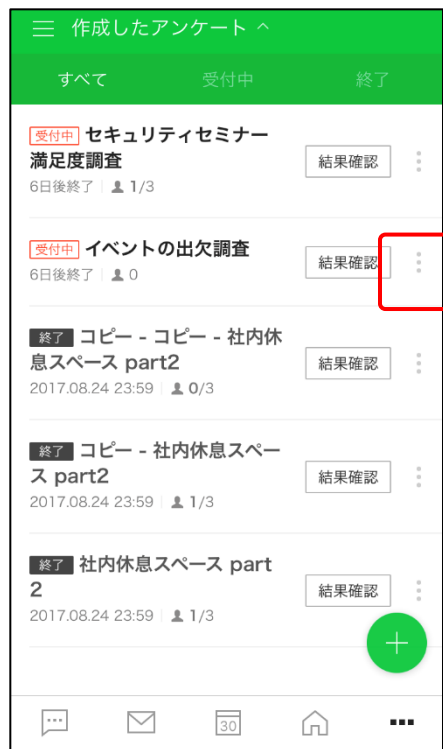 作成したアンケート
すべて 受付中 終了
受付中 セキュリティセミナー
満足度調査
6日後終了 1/3
結果確認
受付中 イベントの出欠調査
6日後終了 0
結果確認
終了 コピー - コピー - 社内休
息スペース part2
2017.08.24 23:59 0/3
結果確認
終了 コピー - 社内休息スペー
ス part2
2017.08.24 23:59 1/3
結果確認
終了 社内休息スペース part
2
2017.08.24 23:59 1/3
結果確認
30